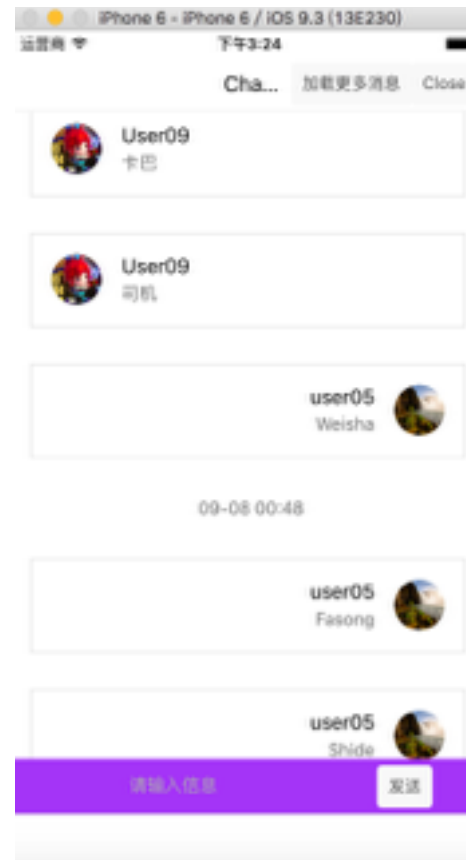 iPhone 6 - iPhone 6 / iOS 9.3 (13E230)
运营商 下午3:24
Cha... 加载更多消息 Close
User09
卡巴
User09
司机
user05
Weisha
09-08 00:48
user05
Fasong
user05
Shide
请输入信息 发送